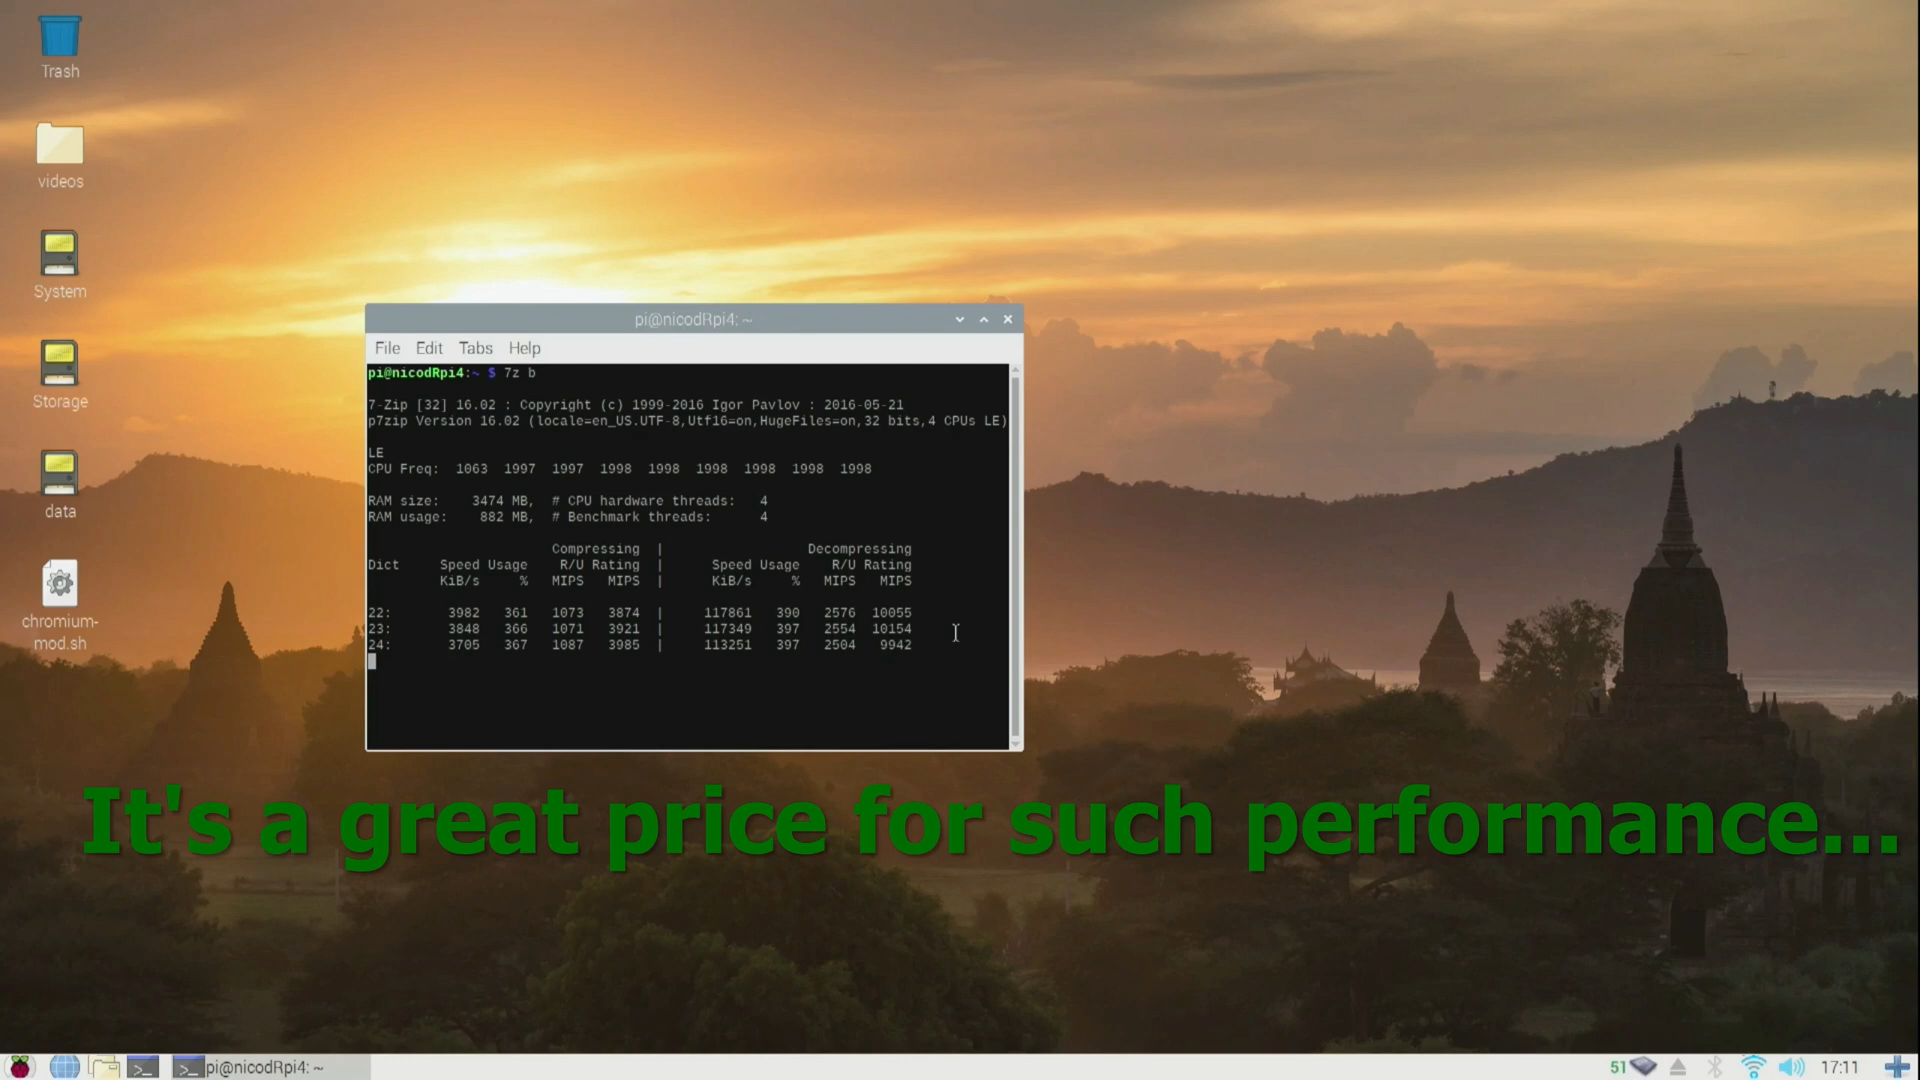 Trash
videos
System
Storage
data
chromium-
mod.sh
pi@nicodRpi4: ~
File Edit Tabs Help
pi@nicodRpi4:~ $ 7z b
7-Zip [32] 16.02 : Copyright (c) 1999-2016 Igor Pavlov : 2016-05-21
p7zip Version 16.02 (locale=en_US.UTF-8,Utf16=on,HugeFiles=on,32 bits,4 CPUs LE)
LE
CPU Freq: 1063 1997 1997 1998 1998 1998 1998 1998 1998
RAM size: 3474 MB, # CPU hardware threads: 4
RAM usage: 882 MB, # Benchmark threads: 4
Compressing | Decompressing
Dict Speed Usage R/U Rating | Speed Usage R/U Rating
KiB/s % MIPS MIPS | KiB/s % MIPS MIPS
22: 3982 361 1073 3874 | 117861 390 2576 10055
23: 3848 366 1071 3921 | 117349 397 2554 10154
24: 3705 367 1087 3985 | 113251 397 2504 9942
It's a great price for such performance...
pi@nicodRpi4: ~
51
17:11